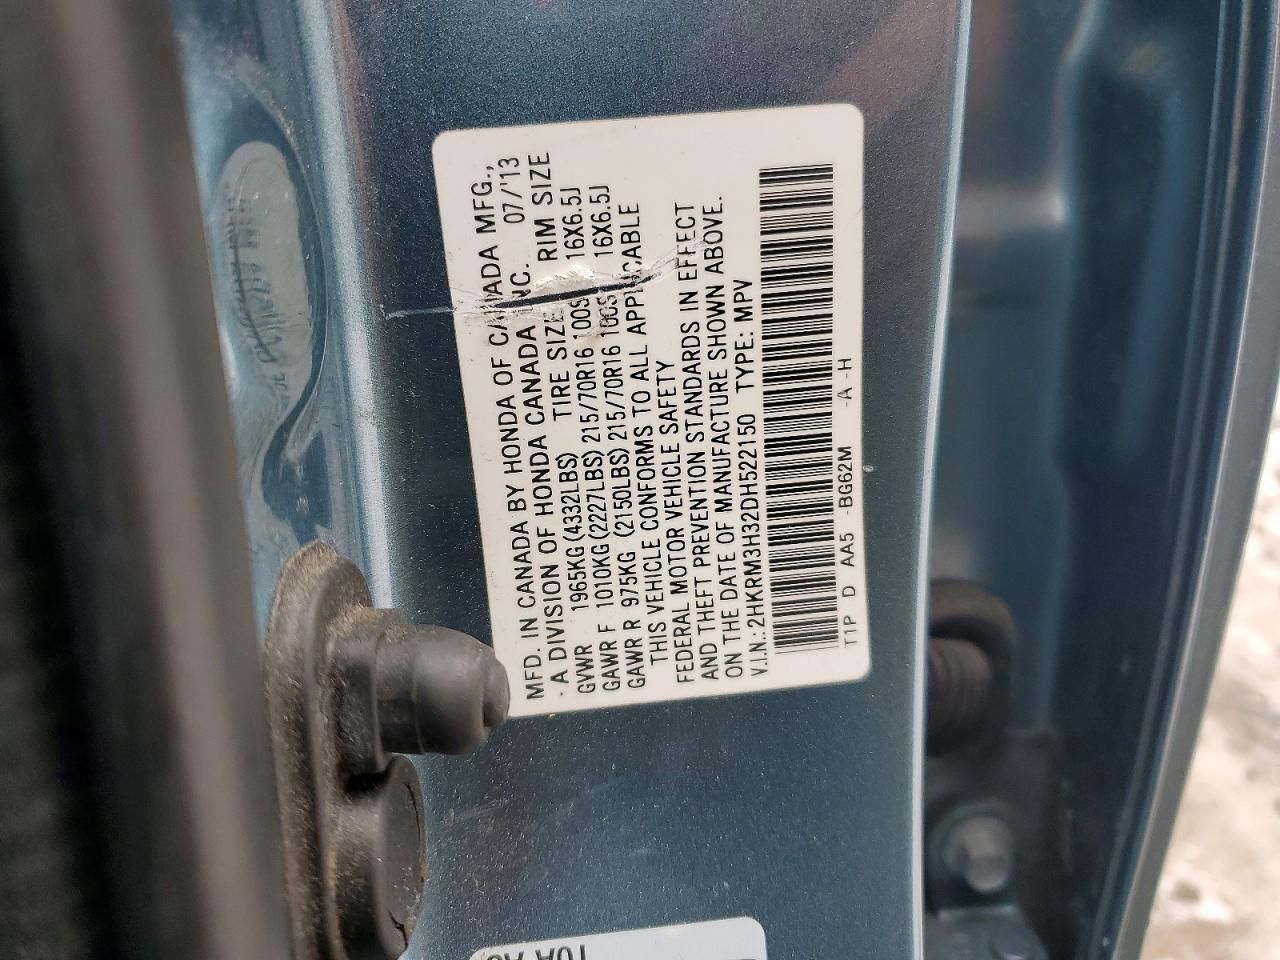 MFD. IN CANADA BY HONDA OF CANADA MFG.,
- A DIVISION OF HONDA CANADA INC. 07/'13
GVWR 1965KG(4332LBS) TIRE SIZE RIM SIZE
GAWR F 1010KG(2227LBS)215/70R16 100S 16X6.5J
GAWR R 975KG (2150LBS)215/70R16 100S 16X6.5J
THIS VEHICLE CONFORMS TO ALL APPLICABLE
FEDERAL MOTOR VEHICLE SAFETY
AND THEFT PREVENTION STANDARDS IN EFFECT
ON THE DATE OF MANUFACTURE SHOWN ABOVE.
V.I.N.: 2HKRM3H32DH522150 TYPE: MPV
T1P D AA5 -BG62M -A -H